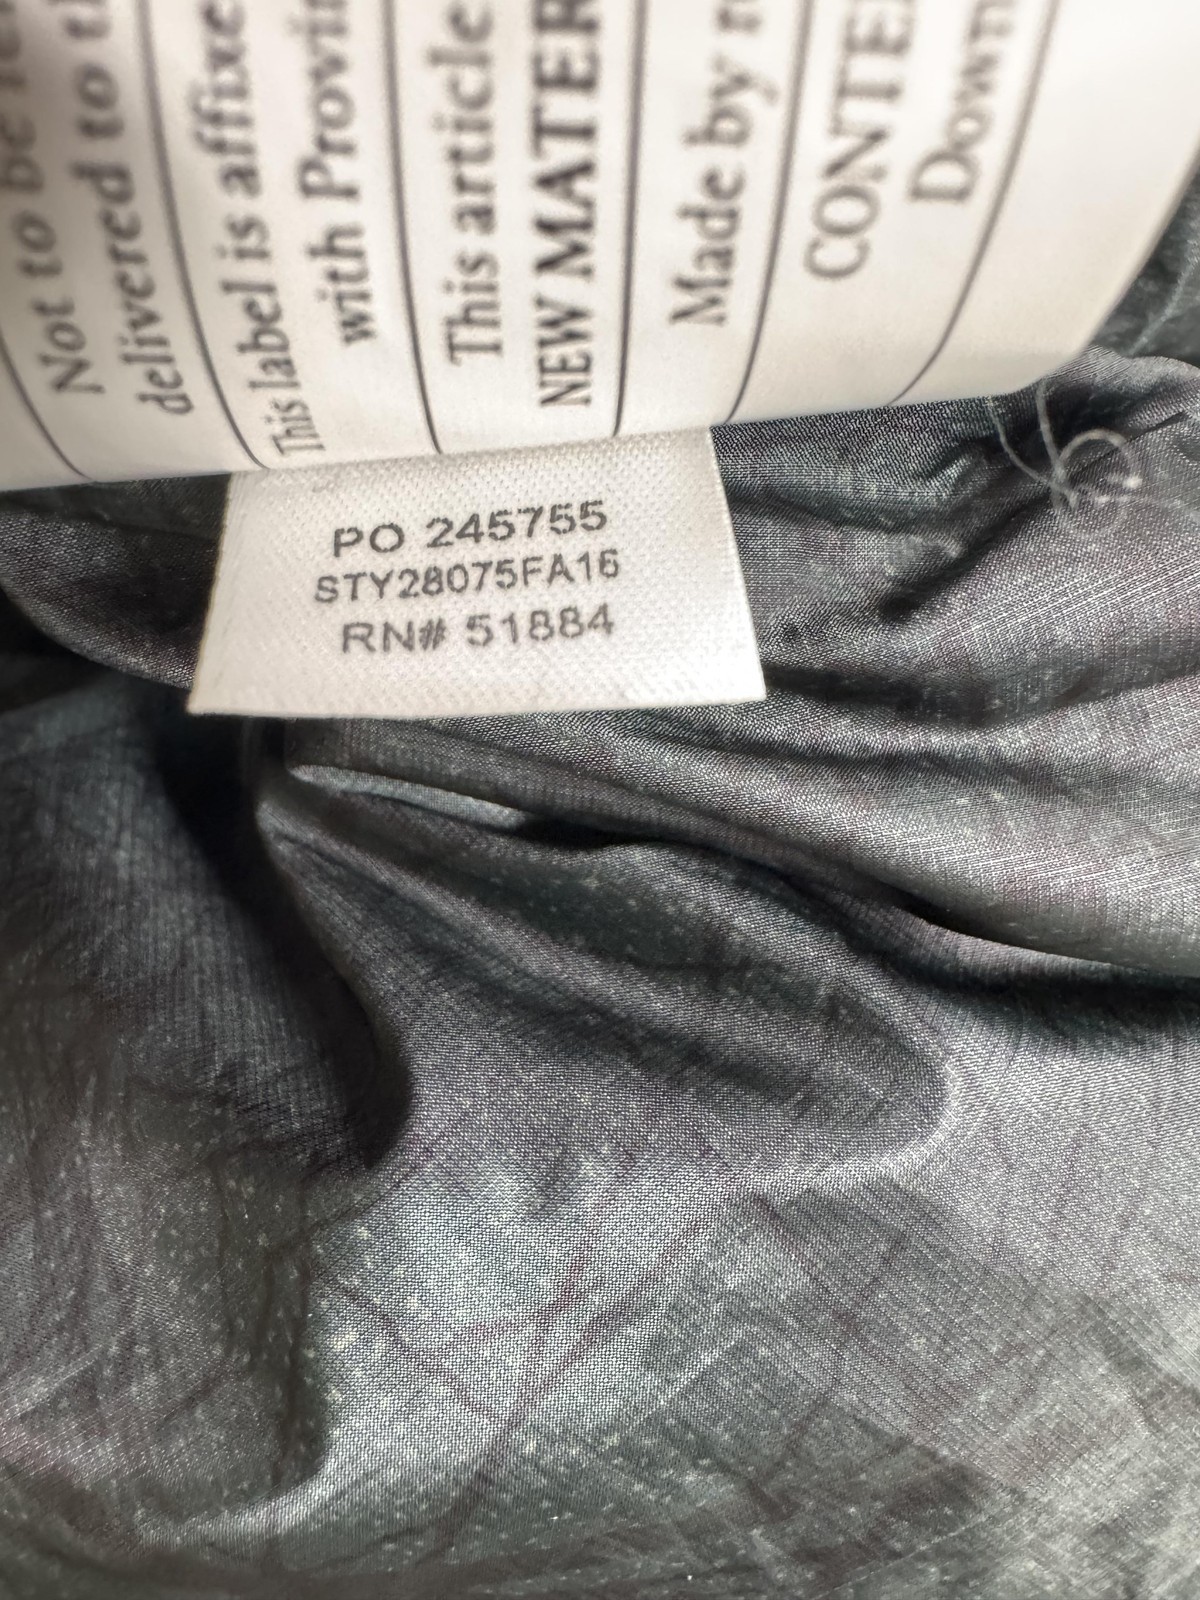 Not to be
delivered to
This label is affixe
with Provi
This article
NEW MATER
Made by
CONTE
Down
PO 245755
STY28075FA16
RN# 51884